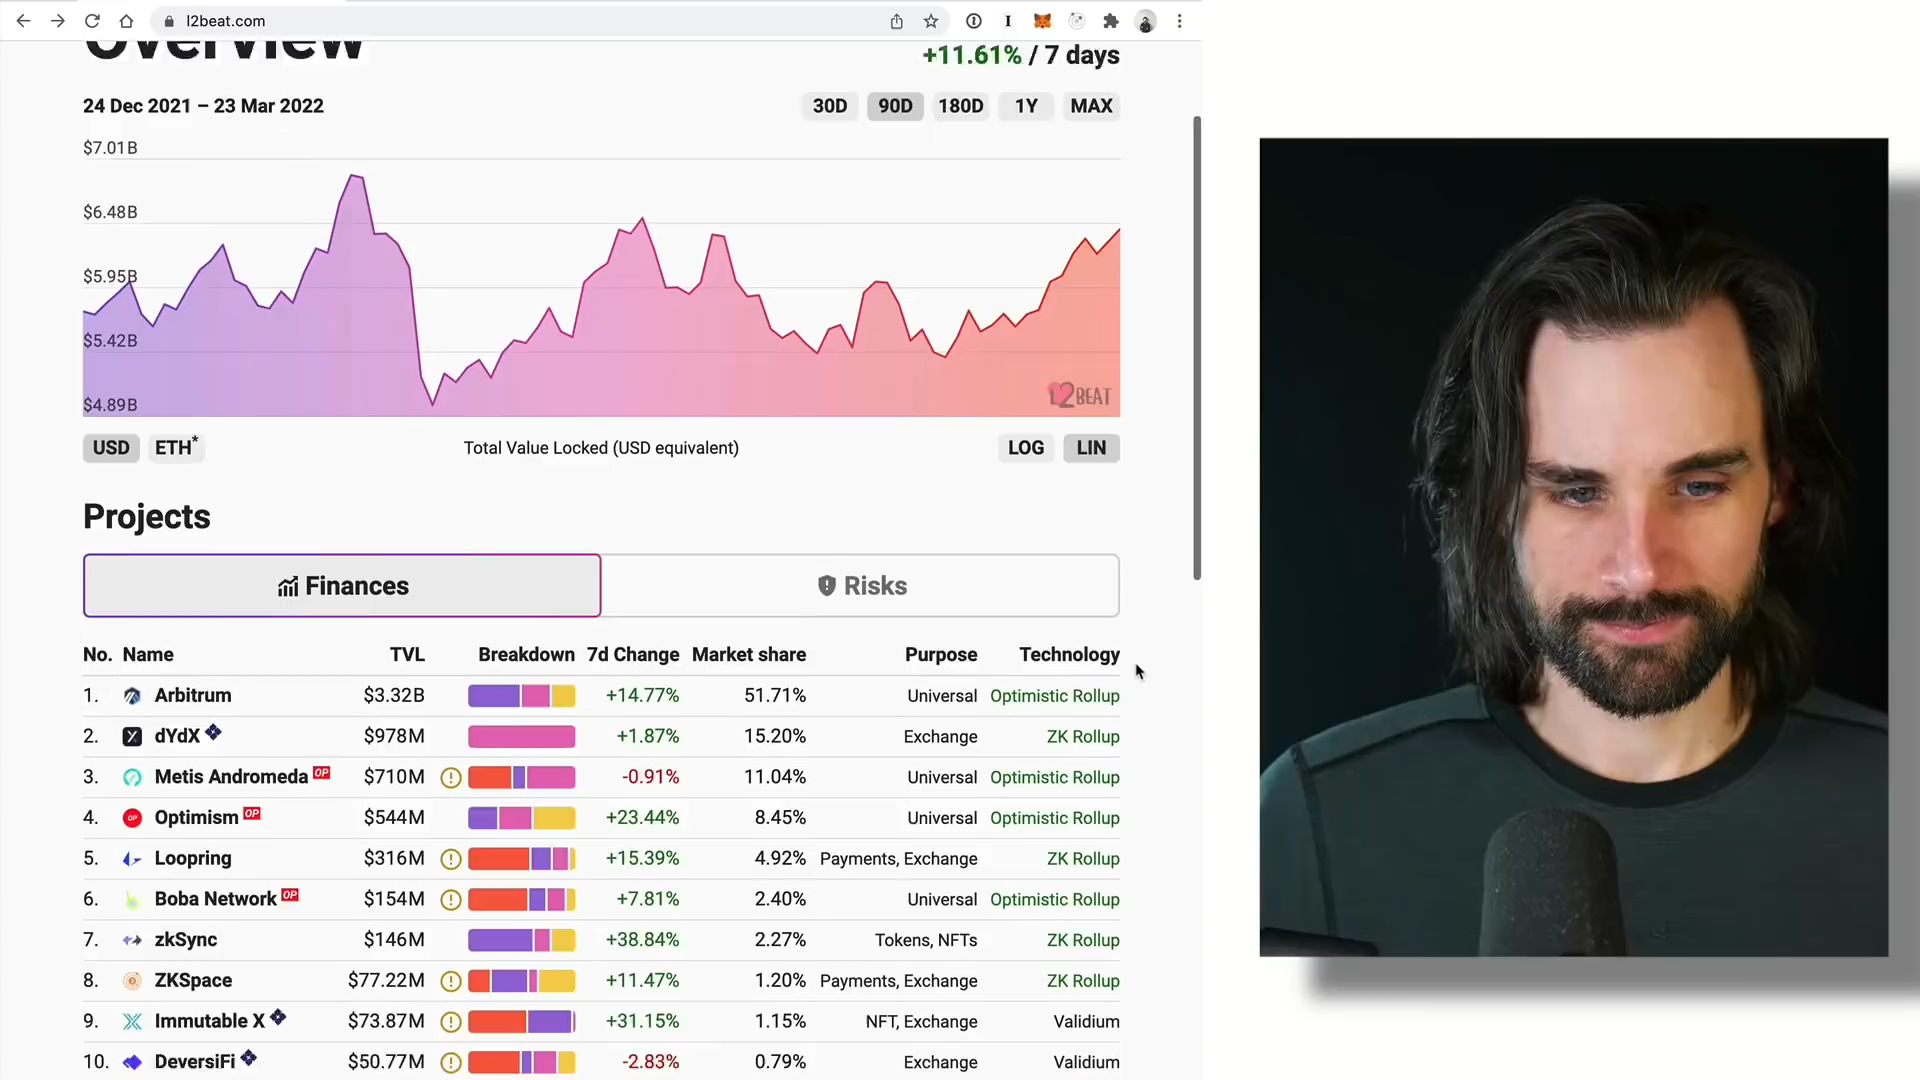 l2beat.com
Overview
+11.61% / 7 days
24 Dec 2021 – 23 Mar 2022
30D 90D 180D 1Y MAX
$7.01B
$6.48B
$5.95B
$5.42B
$4.89B
L2BEAT
USD ETH* Total Value Locked (USD equivalent) LOG LIN
Projects
Finances Risks
No. Name TVL Breakdown 7d Change Market share Purpose Technology
1. Arbitrum $3.32B +14.77% 51.71% Universal Optimistic Rollup
2. dYdX $978M +1.87% 15.20% Exchange ZK Rollup
3. Metis Andromeda OP $710M -0.91% 11.04% Universal Optimistic Rollup
4. OP Optimism OP $544M +23.44% 8.45% Universal Optimistic Rollup
5. Loopring $316M +15.39% 4.92% Payments, Exchange ZK Rollup
6. Boba Network OP $154M +7.81% 2.40% Universal Optimistic Rollup
7. zkSync $146M +38.84% 2.27% Tokens, NFTs ZK Rollup
8. ZKSpace $77.22M +11.47% 1.20% Payments, Exchange ZK Rollup
9. Immutable X $73.87M +31.15% 1.15% NFT, Exchange Validium
10. DeversiFi $50.77M -2.83% 0.79% Exchange Validium